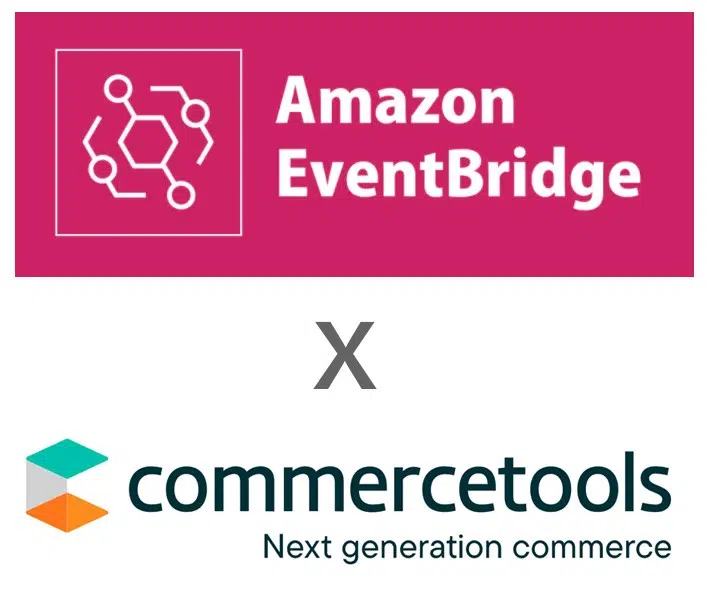 Amazon
EventBridge
X
commercetools
Next generation commerce